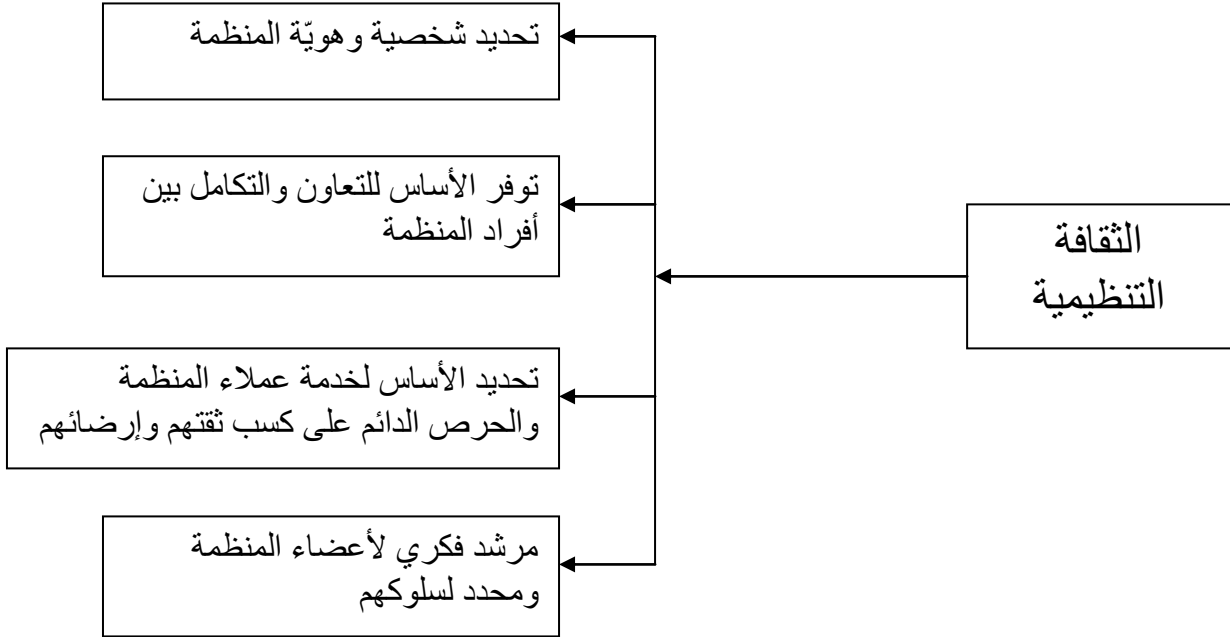 الثقافة
التنظيمية
تحديد شخصية وهويّة المنظمة
توفر الأساس للتعاون والتكامل بين
أفراد المنظمة
تحديد الأساس لخدمة عملاء المنظمة
والحرص الدائم على كسب ثقتهم وإرضائهم
مرشد فكري لأعضاء المنظمة
ومحدد لسلوكهم